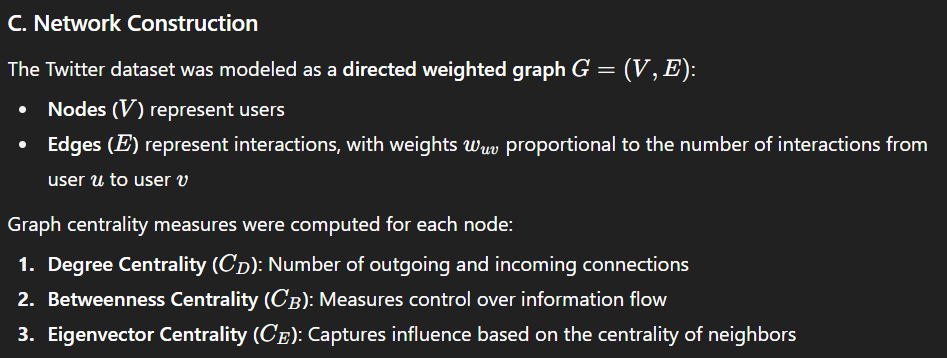 C. Network Construction
The Twitter dataset was modeled as a directed weighted graph G = (V, E):
• Nodes (V) represent users
• Edges (E) represent interactions, with weights w_uv proportional to the number of interactions from
user u to user v
Graph centrality measures were computed for each node:
1. Degree Centrality (C_D): Number of outgoing and incoming connections
2. Betweenness Centrality (C_B): Measures control over information flow
3. Eigenvector Centrality (C_E): Captures influence based on the centrality of neighbors